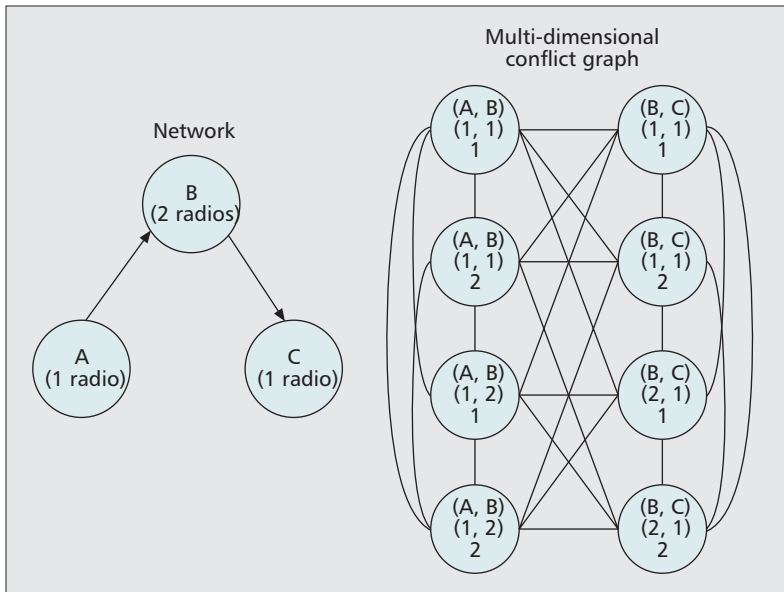 Multi-dimensional
conflict graph
Network
B
(2 radios)
A
(1 radio)
C
(1 radio)
(A, B)
(1, 1)
1
(B, C)
(1, 1)
1
(A, B)
(1, 1)
2
(B, C)
(1, 1)
2
(A, B)
(1, 2)
1
(B, C)
(2, 1)
1
(A, B)
(1, 2)
2
(B, C)
(2, 1)
2